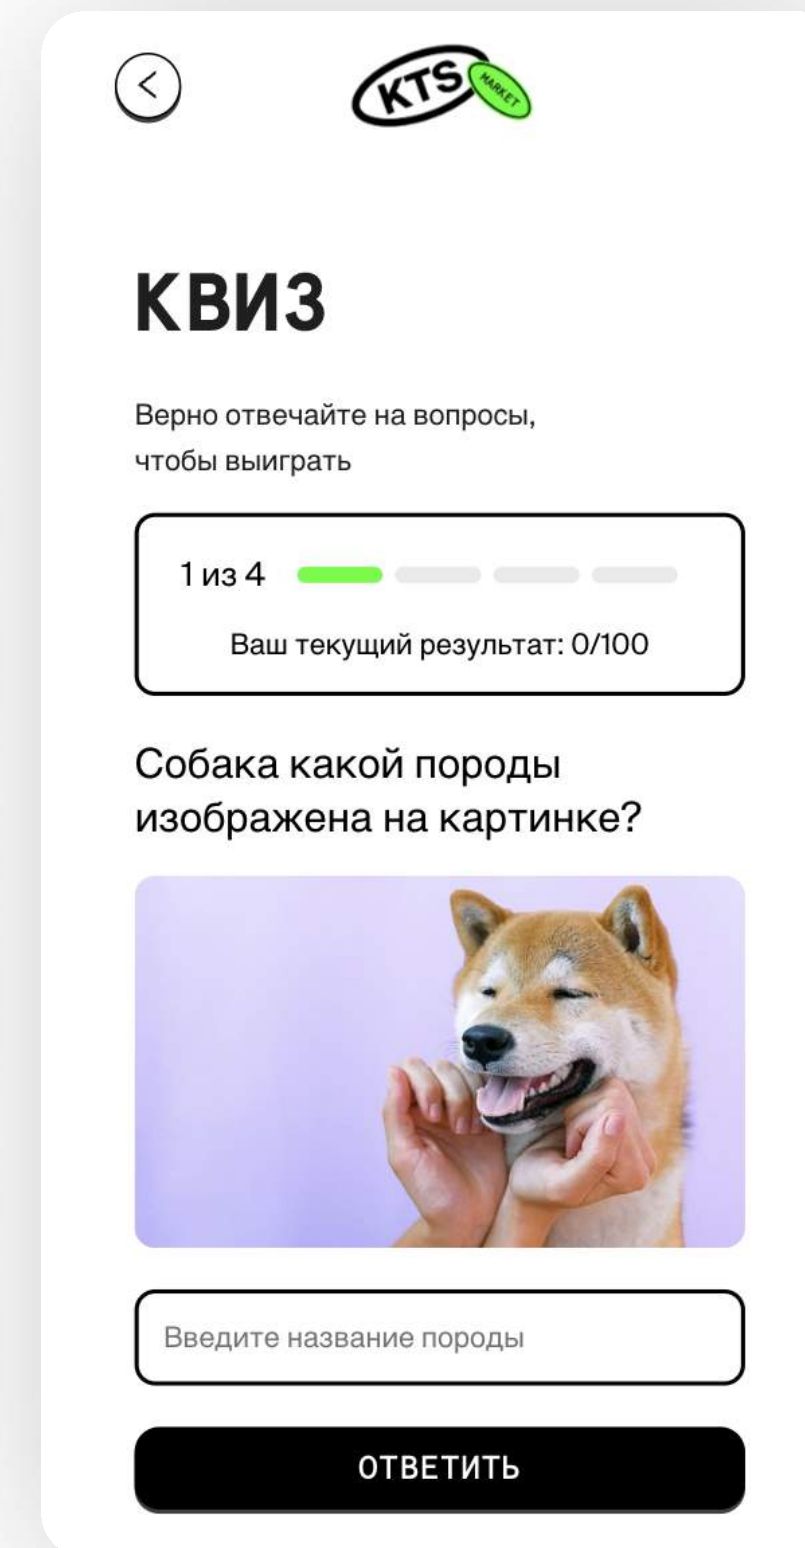 KTS
MARKET
КВИЗ
Верно отвечайте на вопросы,
чтобы выиграть
1 из 4
Ваш текущий результат: 0/100
Собака какой породы
изображена на картинке?
Введите название породы
ОТВЕТИТЬ